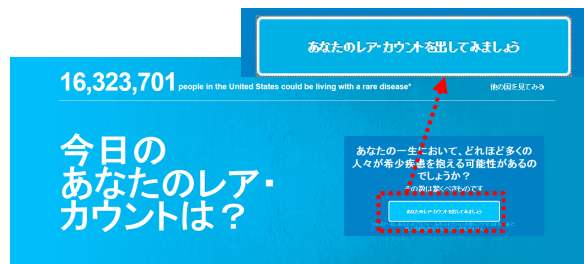 あなたのレア・カウントを出してみましょう
16,323,701 people in the United States could be living with a rare disease*
他の国を見てみる
今日の
あなたのレア・
カウントは？
あなたの一生において、どれほど多くの
人々が希少疾患を抱える可能性があるの
でしょうか？
の数は驚くべきものです
あなたのレア・カウントを出してみましょう